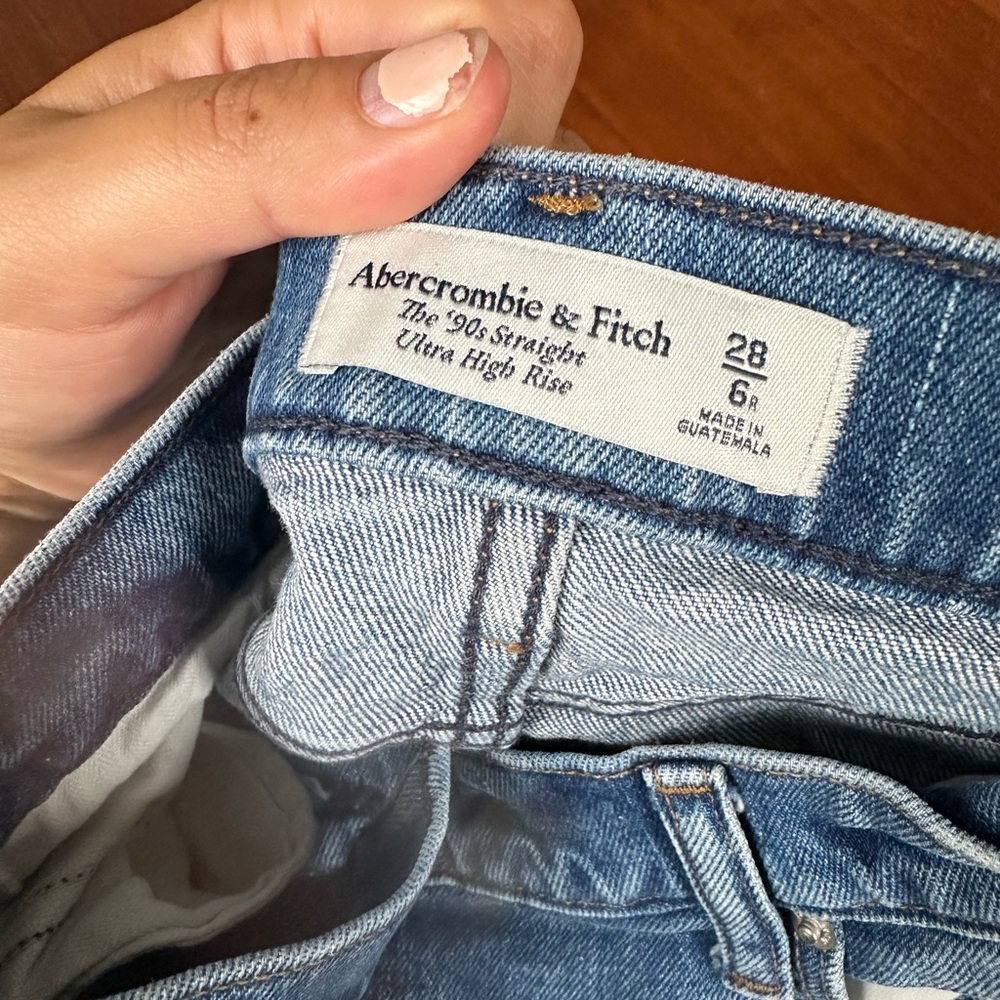 Abercrombie & Fitch
The '90s Straight
Ultra High Rise
28
6R
MADE IN
GUATEMALA